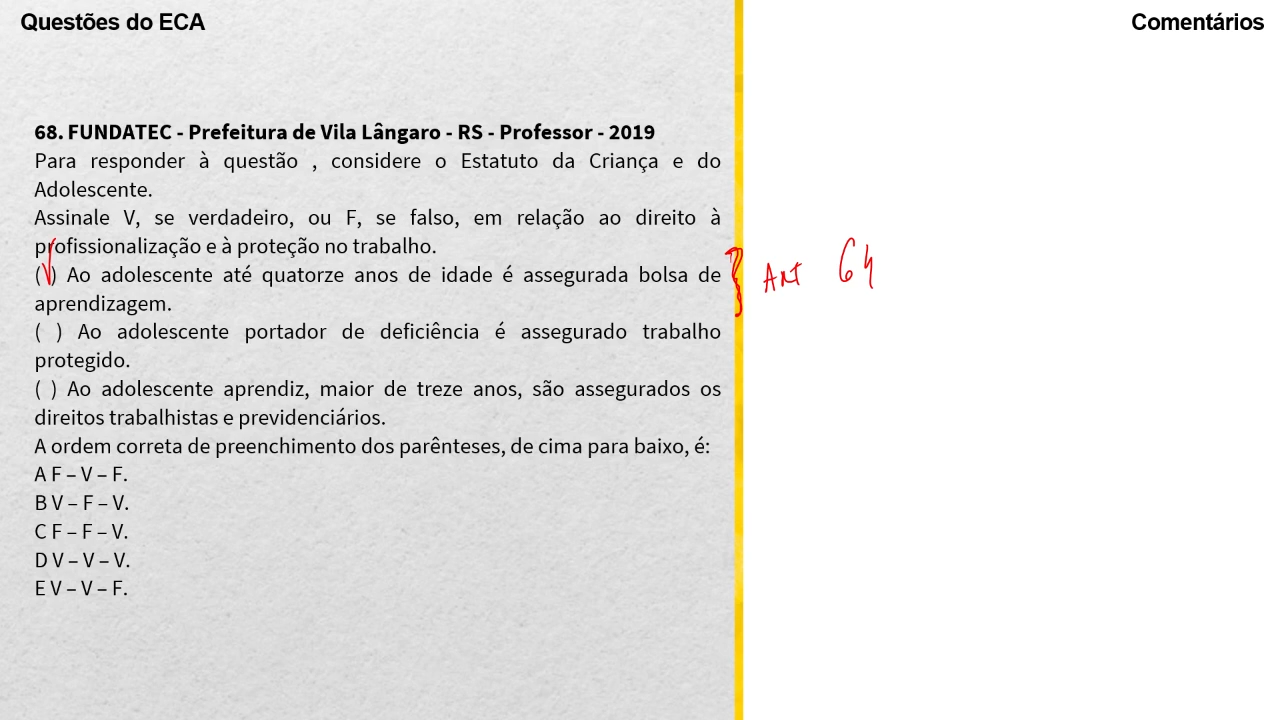 Questões do ECA
Comentários
68. FUNDATEC - Prefeitura de Vila Lângaro - RS - Professor - 2019
Para responder à questão , considere o Estatuto da Criança e do
Adolescente.
Assinale V, se verdadeiro, ou F, se falso, em relação ao direito à
profissionalização e à proteção no trabalho.
(V) Ao adolescente até quatorze anos de idade é assegurada bolsa de
aprendizagem.
ART 64
( ) Ao adolescente portador de deficiência é assegurado trabalho
protegido.
( ) Ao adolescente aprendiz, maior de treze anos, são assegurados os
direitos trabalhistas e previdenciários.
A ordem correta de preenchimento dos parênteses, de cima para baixo, é:
A F – V – F.
B V – F – V.
C F – F – V.
D V – V – V.
E V – V – F.